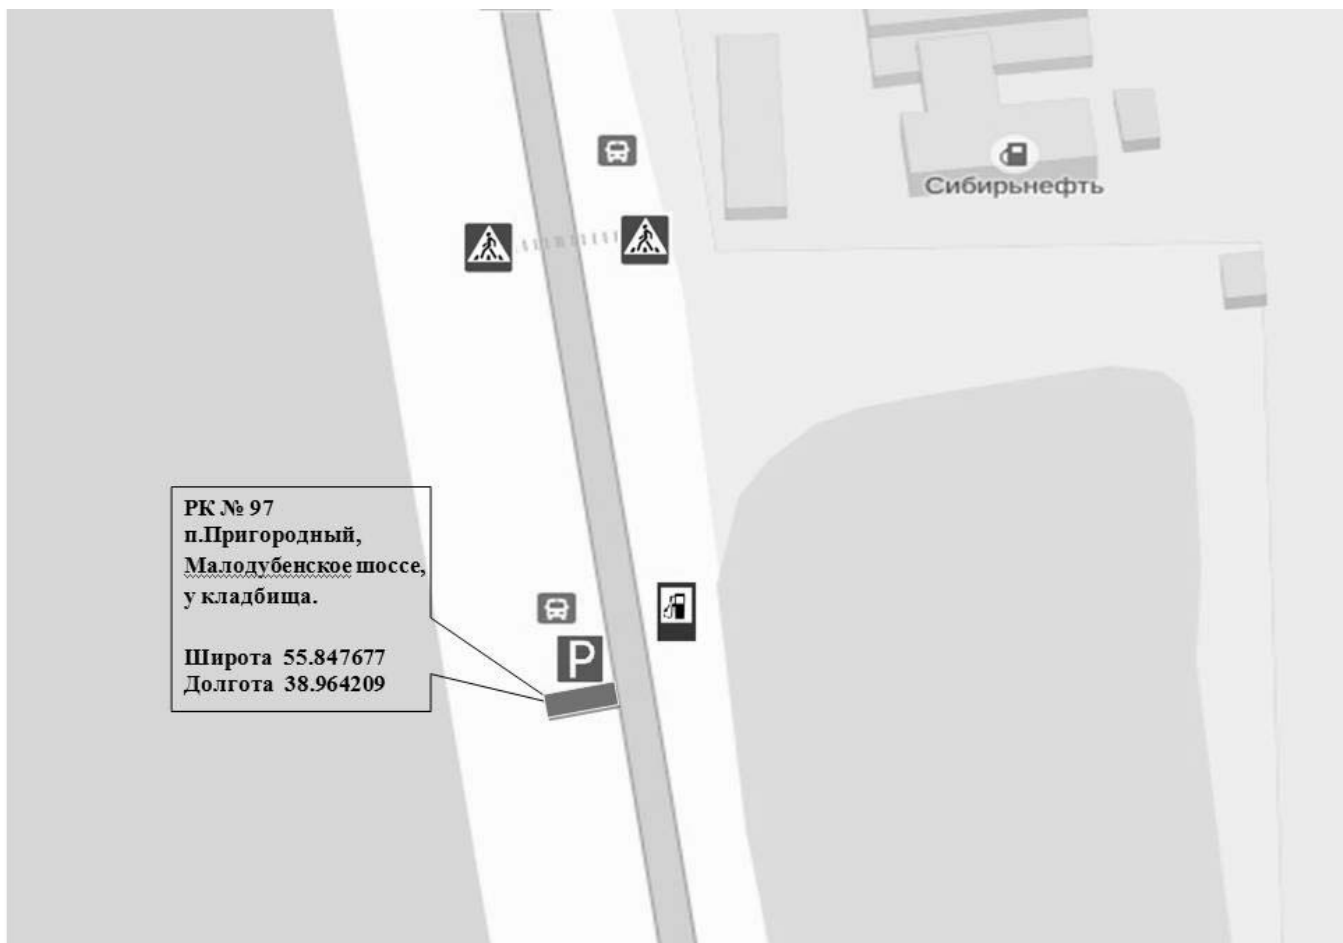 Сибирьнефть
РК № 97
п.Пригородный,
Малодубенское шоссе,
у кладбища.
Широта 55.847677
Долгота 38.964209
P